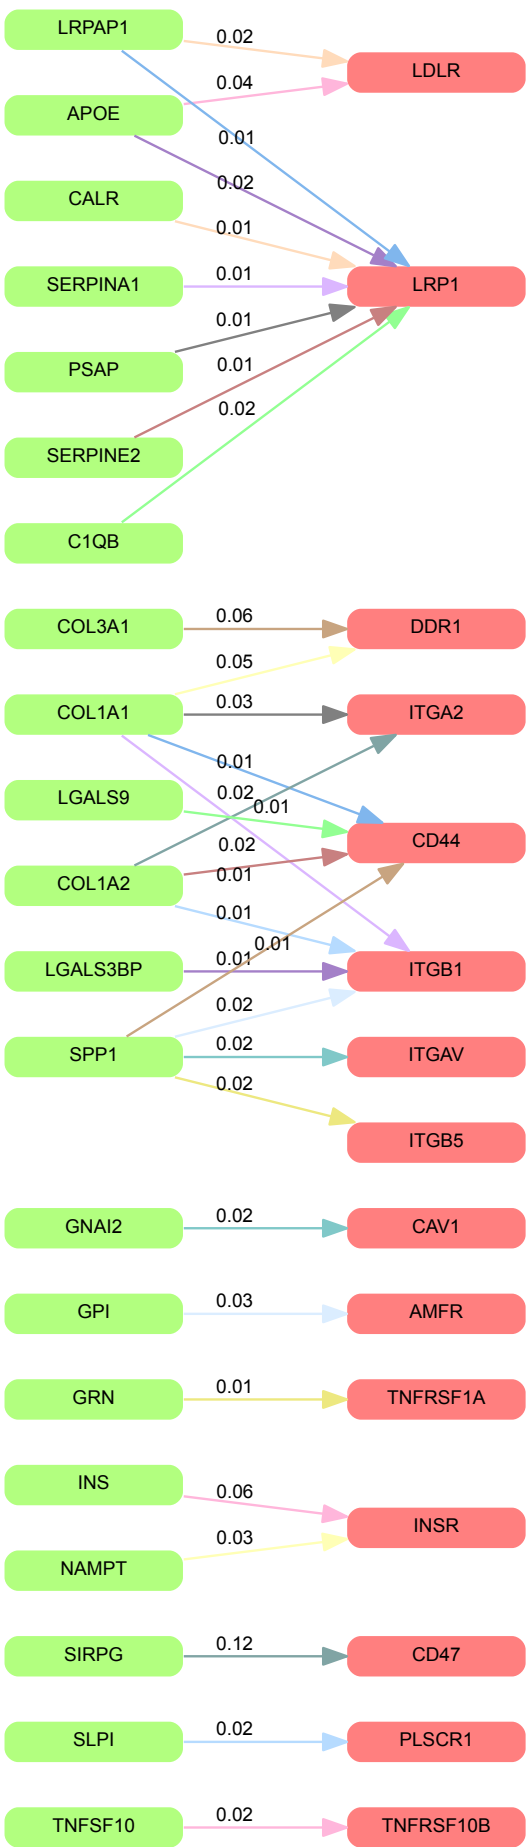 LRPAP1
0.02
LDLR
0.04
APOE
0.01
0.02
CALR
0.01
SERPINA1
0.01
LRP1
0.01
PSAP
0.01
SERPINE2
0.02
C1QB
COL3A1
0.06
DDR1
0.05
COL1A1
0.03
ITGA2
0.01
LGALS9
0.02
0.01
CD44
0.02
COL1A2
0.01
0.01
LGALS3BP
0.01
0.01
ITGB1
0.02
SPP1
0.02
ITGAV
0.02
ITGB5
GNAI2
0.02
CAV1
GPI
0.03
AMFR
GRN
0.01
TNFRSF1A
INS
0.06
INSR
0.03
NAMPT
SIRPG
0.12
CD47
SLPI
0.02
PLSCR1
TNFSF10
0.02
TNFRSF10B